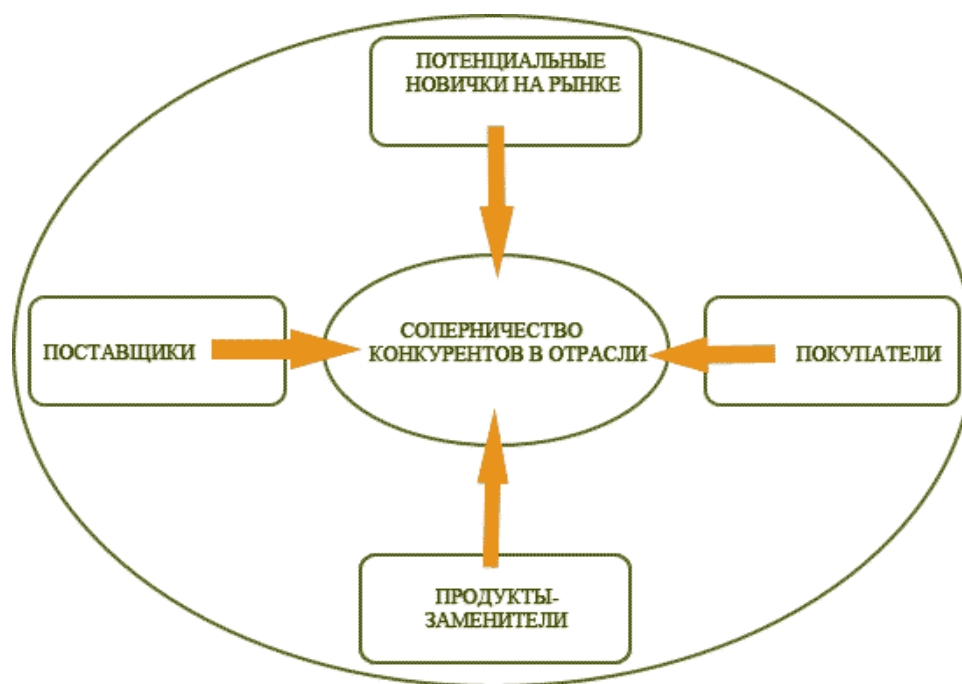 ПОТЕНЦИАЛЬНЫЕ
НОВИЧКИ НА РЫНКЕ
СОПЕРНИЧЕСТВО
КОНКУРЕНТОВ В ОТРАСЛИ
ПОСТАВЩИКИ
ПОКУПАТЕЛИ
ПРОДУКТЫ-
ЗАМЕНИТЕЛИ